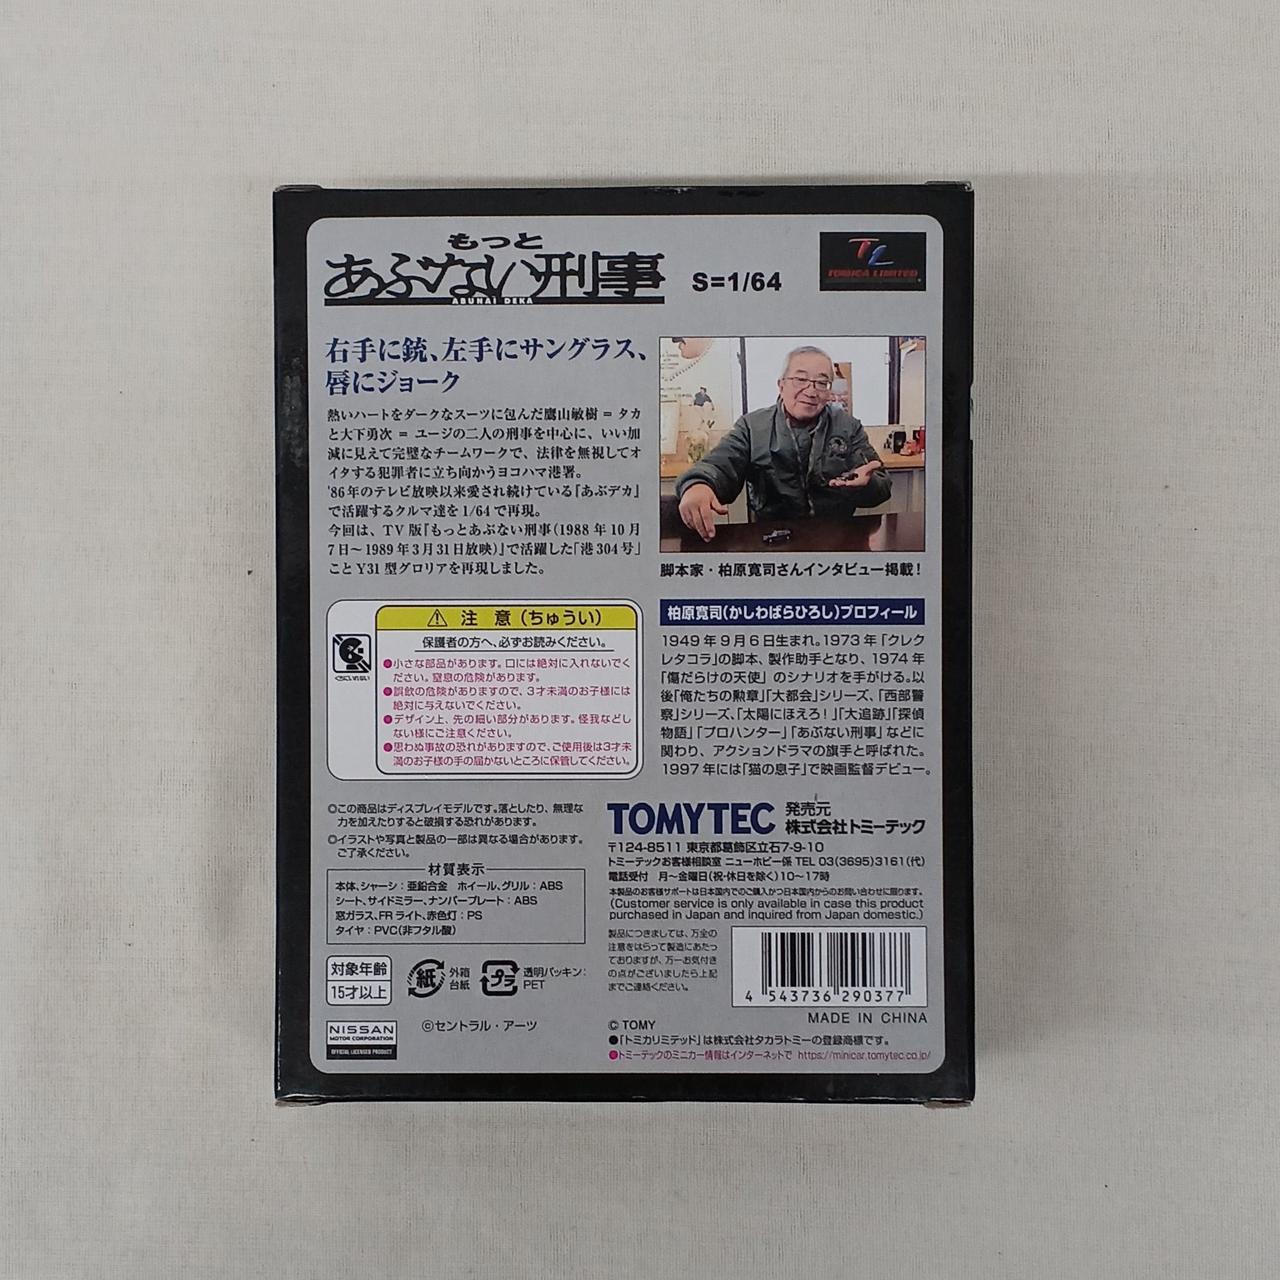 もっと
あぶない刑事
ABUNAI DEKA
S=1/64
TL
TOMICA LIMITED
右手に銃、左手にサングラス、
唇にジョーク
熱いハートをダークなスーツに包んだ鷹山敏樹 = タカ
と大下勇次 = ユージの二人の刑事を中心に、いい加
減に見えて完璧なチームワークで、法律を無視してオ
イタする犯罪者に立ち向かうヨコハマ港署。
'86年のテレビ放映以来愛され続けている「あぶデカ」
で活躍するクルマ達を1/64で再現。
今回は、TV版『もっとあぶない刑事(1988年10月
7日〜1989年3月31日放映)』で活躍した「港304号」
ことY31型グロリアを再現しました。
脚本家・柏原寛司さんインタビュー掲載!
注 意(ちゅうい)
保護者の方へ、必ずお読みください。
●小さな部品があります。口には絶対に入れないでく
ださい。窒息の危険があります。
●誤飲の危険がありますので、3才未満のお子様には
絶対に与えないでください。
●デザイン上、先の細い部分があります。怪我などし
ない様にご注意ください。
●思わぬ事故の恐れがありますので、ご使用後は3才未
満のお子様の手の届かないところに保管してください。
くちにいれない
柏原寛司(かしわばらひろし)プロフィール
1949年9月6日生まれ。1973年「クレク
レタコラ」の脚本、製作助手となり、1974年
「傷だらけの天使」のシナリオを手がける。以
後「俺たちの勲章」「大都会」シリーズ、「西部警
察」シリーズ、「太陽にほえろ!」「大追跡」「探偵
物語」「プロハンター」「あぶない刑事」などに
関わり、アクションドラマの旗手と呼ばれた。
1997年には「猫の息子」で映画監督デビュー。
◎この商品はディスプレイモデルです。落としたり、無理な
力を加えたりすると破損する恐れがあります。
◎イラストや写真と製品の一部は異なる場合があります。
ご了承ください。
材質表示
本体、シャーシ:亜鉛合金 ホイール、グリル:ABS
シート、サイドミラー、ナンバープレート:ABS
窓ガラス、FRライト、赤色灯:PS
タイヤ:PVC(非フタル酸)
対象年齢
15才以上
紙
外箱
台紙
プラ
透明パッキン:
PET
NISSAN
MOTOR CORPORATION
OFFICIAL LICENSED PRODUCT
©セントラル・アーツ
TOMYTEC
発売元
株式会社トミーテック
〒124-8511 東京都葛飾区立石7-9-10
トミーテックお客様相談室 ニューホビー係 TEL 03(3695)3161(代)
電話受付 月〜金曜日(祝・休日を除く)10〜17時
本製品のお客様サポートは日本国内でのご購入かつ日本国内からのお問い合わせに限ります。
(Customer service is only available in case this product
purchased in Japan and inquired from Japan domestic.)
製品につきましては、万全の
注意をはらって製造にあたっ
ておりますが、万一お気付き
の点がございましたら上記
までご連絡ください。
4 543736 290377
MADE IN CHINA
© TOMY
●「トミカリミテッド」は株式会社タカラトミーの登録商標です。
●トミーテックのミニカー情報はインターネットで https://minicar.tomytec.co.jp/